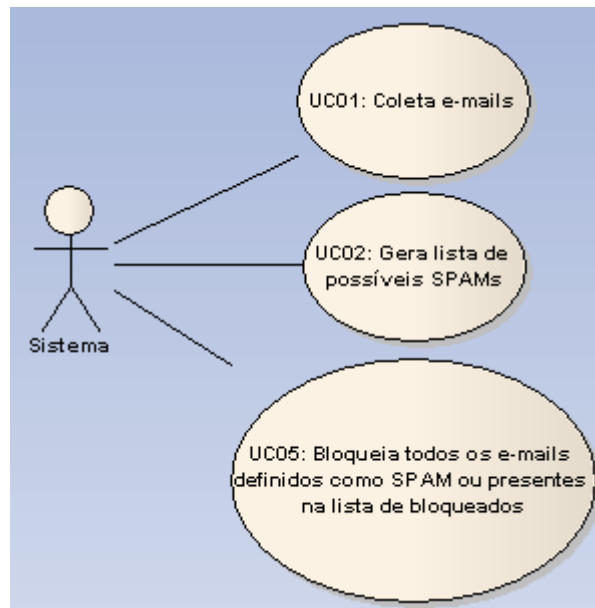 UC01: Coleta e-mails
UC02: Gera lista de
possíveis SPAMs
Sistema
UC05: Bloqueia todos os e-mails
definidos como SPAM ou presentes
na lista de bloqueados